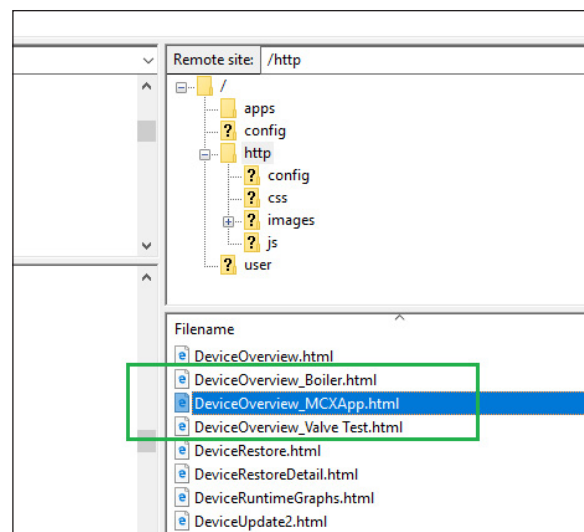 Remote site: /http
/
apps
? config
http
? config
? css
? images
? js
? user
Filename
DeviceOverview.html
DeviceOverview_Boiler.html
DeviceOverview_MCXApp.html
DeviceOverview_Valve Test.html
DeviceRestore.html
DeviceRestoreDetail.html
DeviceRuntimeGraphs.html
DeviceUpdate2.html